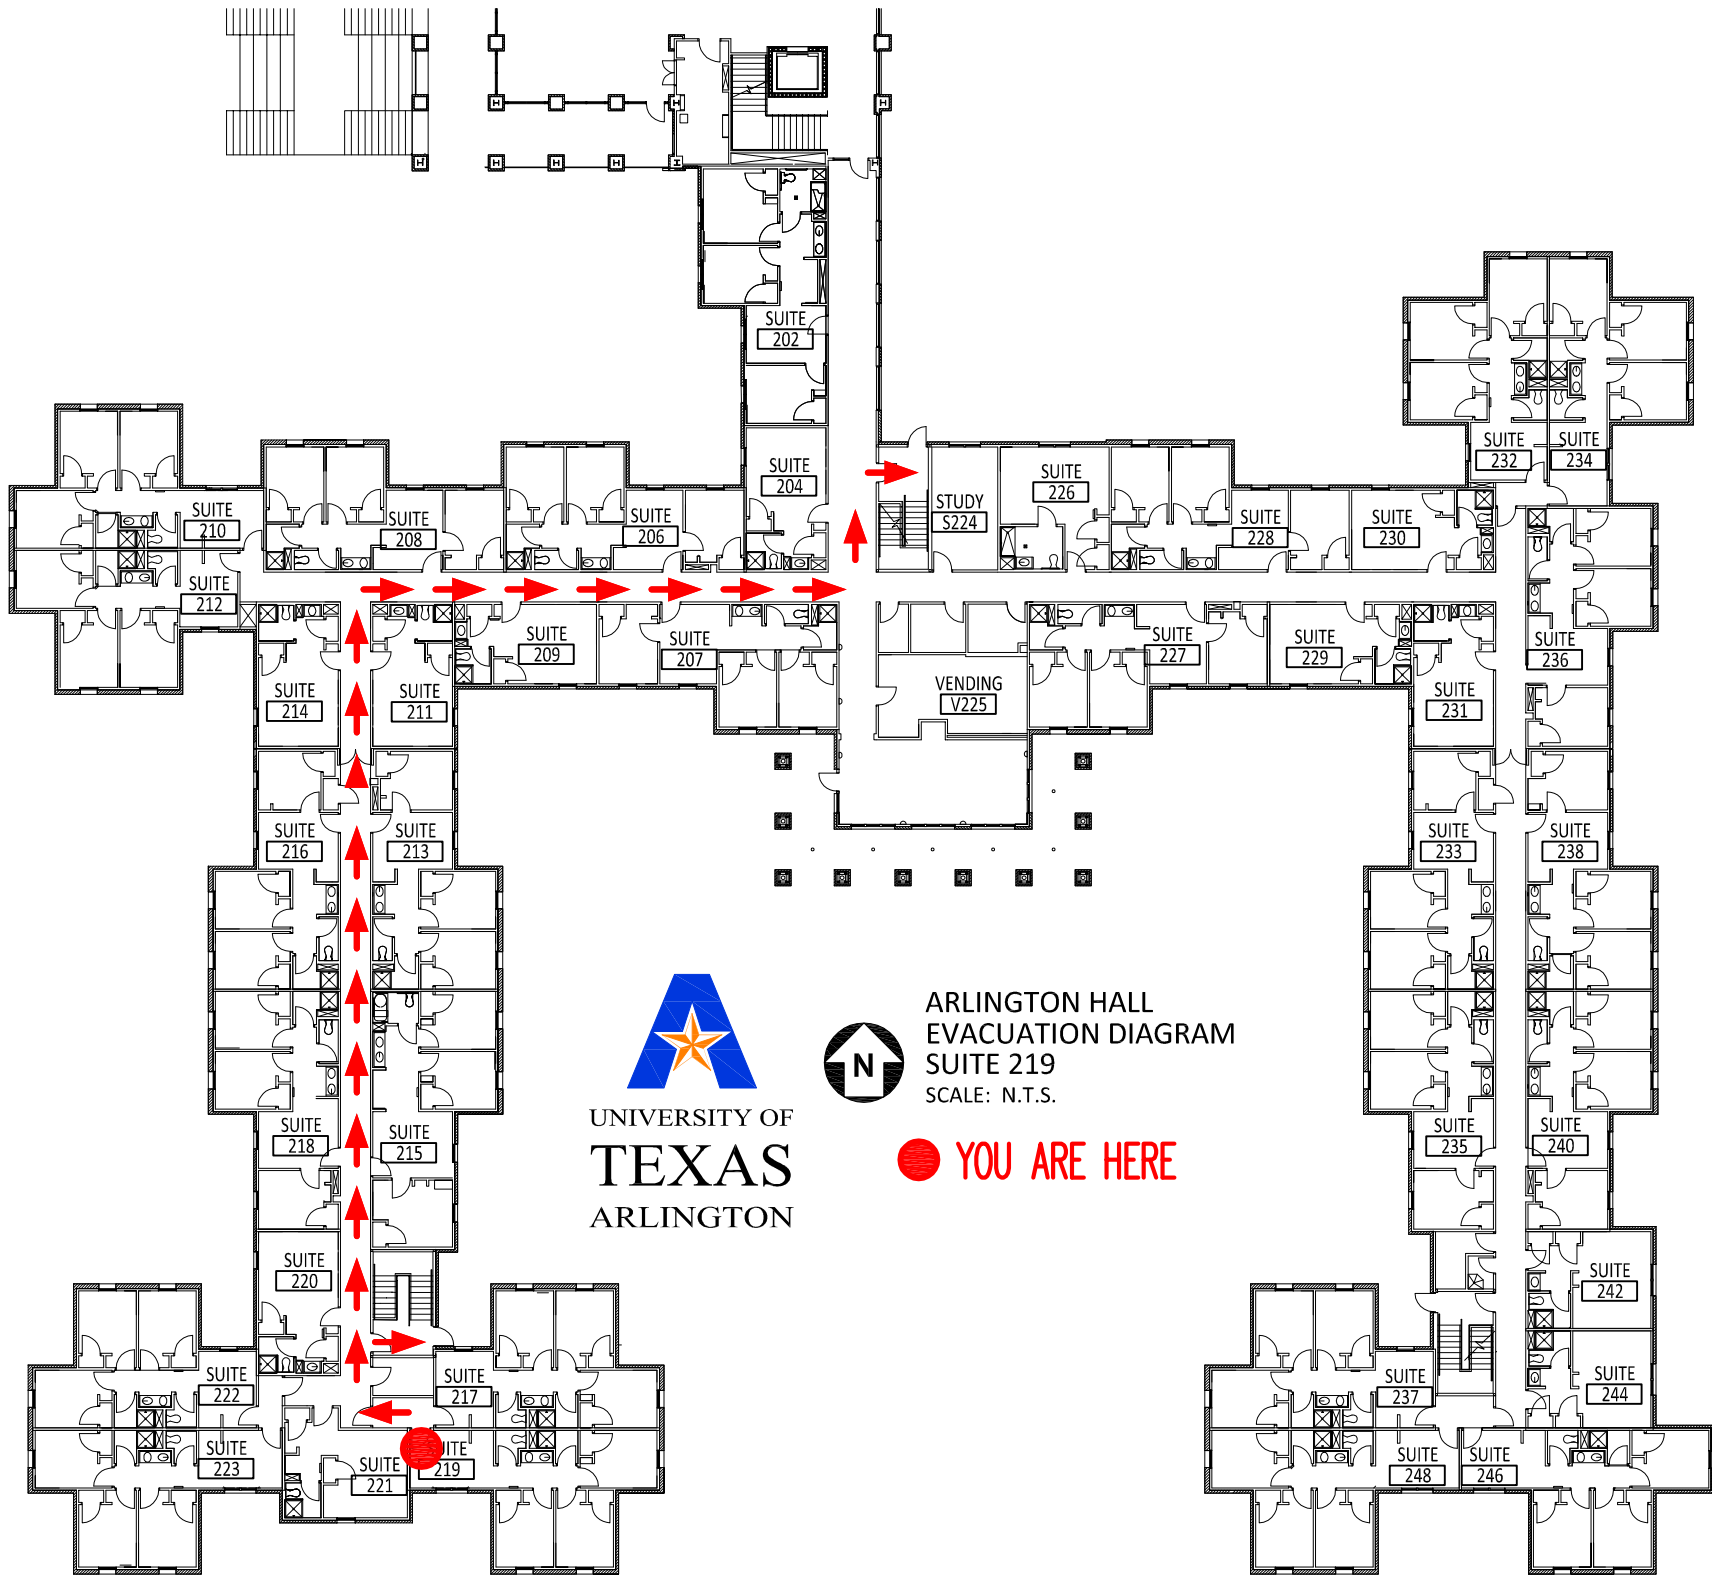 SUITE
202
SUITE
204
STUDY
S224
SUITE
226
SUITE
232
SUITE
234
SUITE
210
SUITE
208
SUITE
206
SUITE
228
SUITE
230
SUITE
212
SUITE
209
SUITE
207
SUITE
227
SUITE
229
SUITE
236
SUITE
214
SUITE
211
VENDING
V225
SUITE
231
SUITE
216
SUITE
213
SUITE
233
SUITE
238
UNIVERSITY OF
TEXAS
ARLINGTON
N
ARLINGTON HALL
EVACUATION DIAGRAM
SUITE 219
SCALE: N.T.S.
YOU ARE HERE
SUITE
218
SUITE
215
SUITE
235
SUITE
240
SUITE
220
SUITE
242
SUITE
222
SUITE
217
SUITE
237
SUITE
244
SUITE
223
SUITE
221
SUITE
219
SUITE
248
SUITE
246